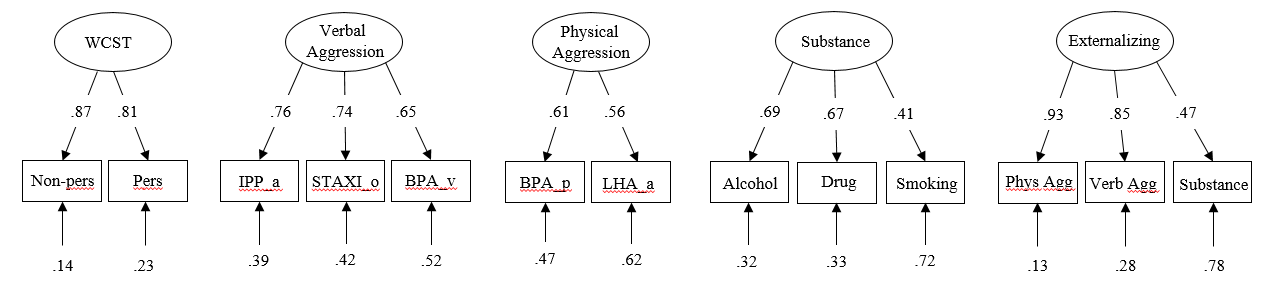 WCST
Verbal
Aggression
Physical
Aggression
Substance
Externalizing
.87 .81 .76 .74 .65 .61 .56 .69 .67 .41 .93 .85 .47
Non-pers Pers IPP_a STAXI_o BPA_v BPA_p LHA_a Alcohol Drug Smoking Phys Agg Verb Agg Substance
.14 .23 .39 .42 .52 .47 .62 .32 .33 .72 .13 .28 .78